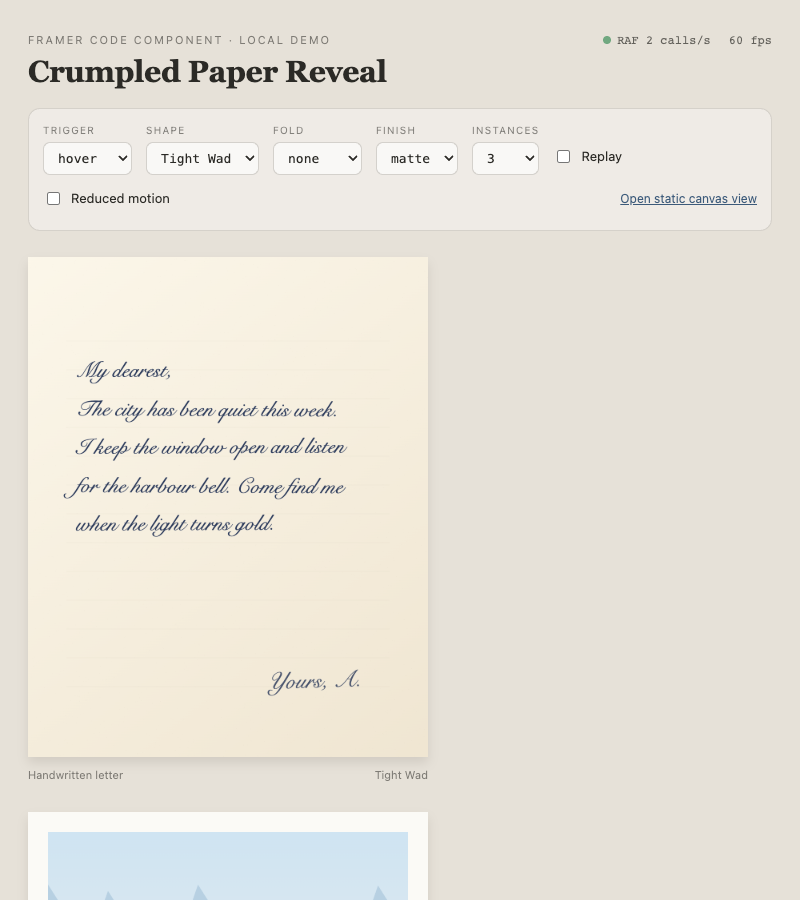 FRAMER CODE COMPONENT · LOCAL DEMO
RAF 2 calls/s 60 fps
Crumpled Paper Reveal
TRIGGER SHAPE FOLD FINISH INSTANCES
hover Tight Wad none matte 3 Replay
Reduced motion Open static canvas view
My dearest,
The city has been quiet this week.
I keep the window open and listen
for the harbour bell. Come find me
when the light turns gold.
Yours, A.
Handwritten letter Tight Wad